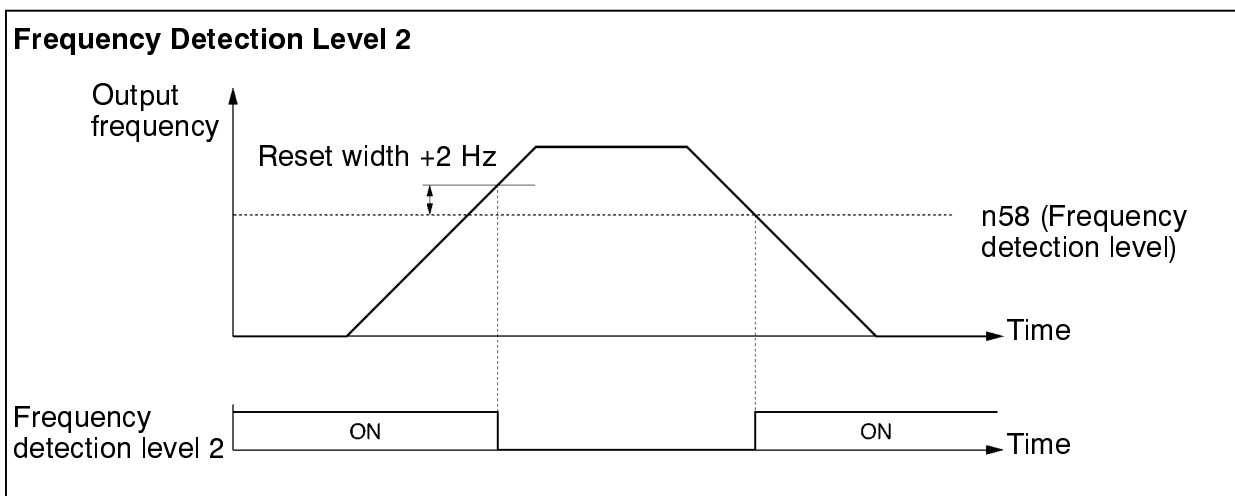 Frequency Detection Level 2
Output
frequency
Reset width +2 Hz
n58 (Frequency
detection level)
Time
Frequency
detection level 2
ON
ON
Time